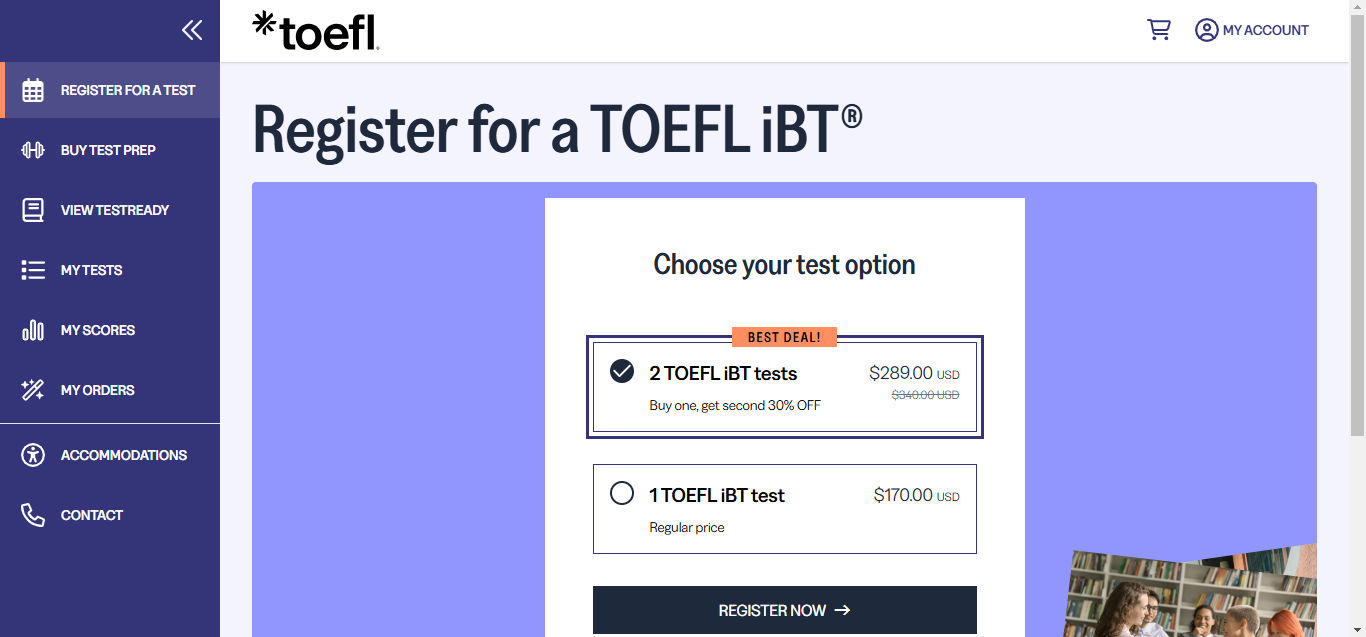 *toefl.
MY ACCOUNT
REGISTER FOR A TEST
BUY TEST PREP
VIEW TESTREADY
MY TESTS
MY SCORES
MY ORDERS
ACCOMMODATIONS
CONTACT
Register for a TOEFL iBT®
Choose your test option
BEST DEAL!
2 TOEFL iBT tests $289.00 USD
$340.00 USD
Buy one, get second 30% OFF
1 TOEFL iBT test $170.00 USD
Regular price
REGISTER NOW →